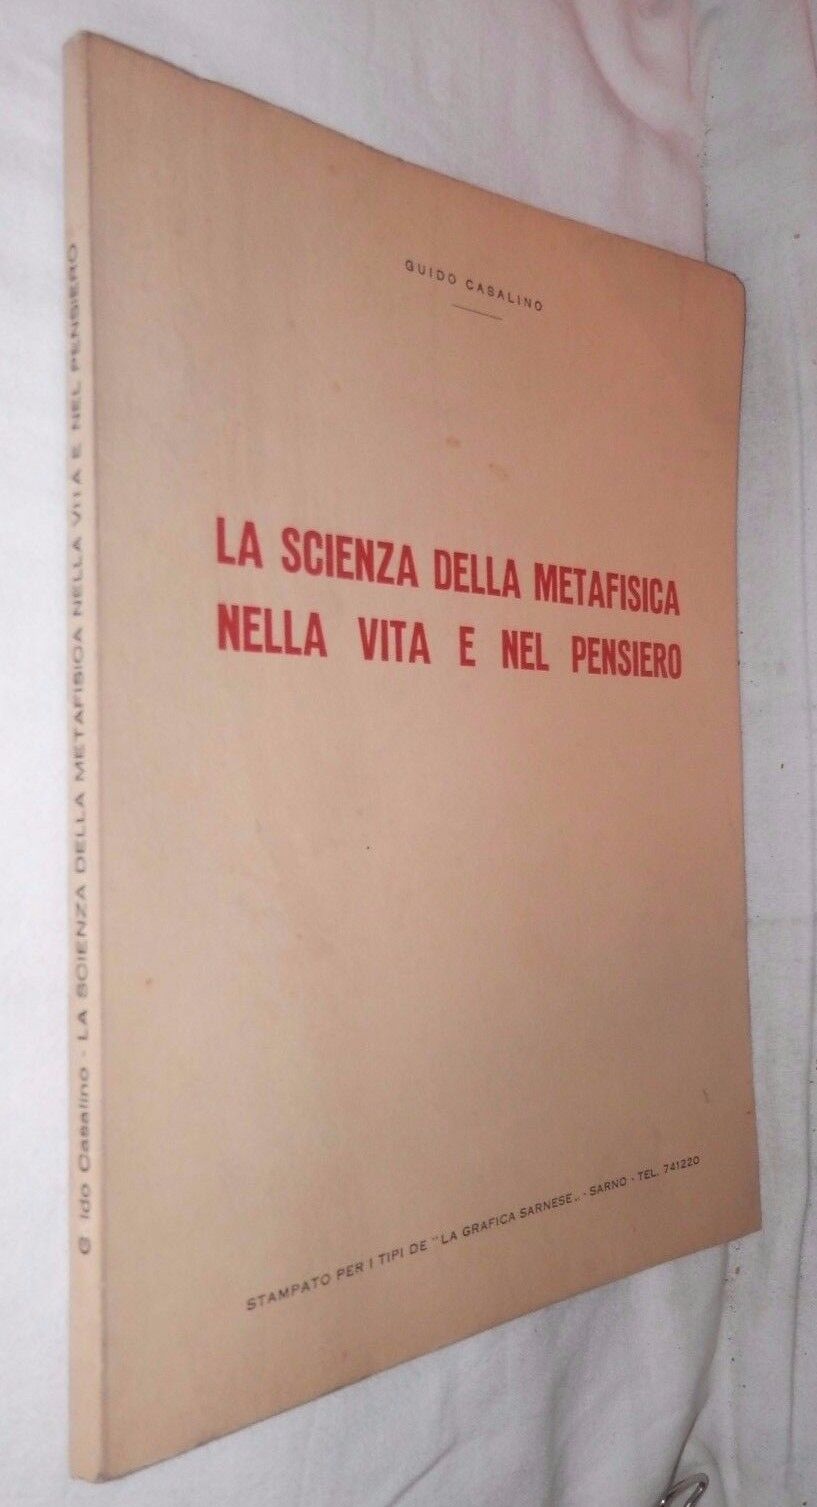 GUIDO CASALINO
LA SCIENZA DELLA METAFISICA
NELLA VITA E NEL PENSIERO
STAMPATO PER I TIPI DE "LA GRAFICA SARNESE„ - SARNO - TEL. 741220
G ido Casalino - LA SCIENZA DELLA METAFISICA NELLA VITA E NEL PENSIERO